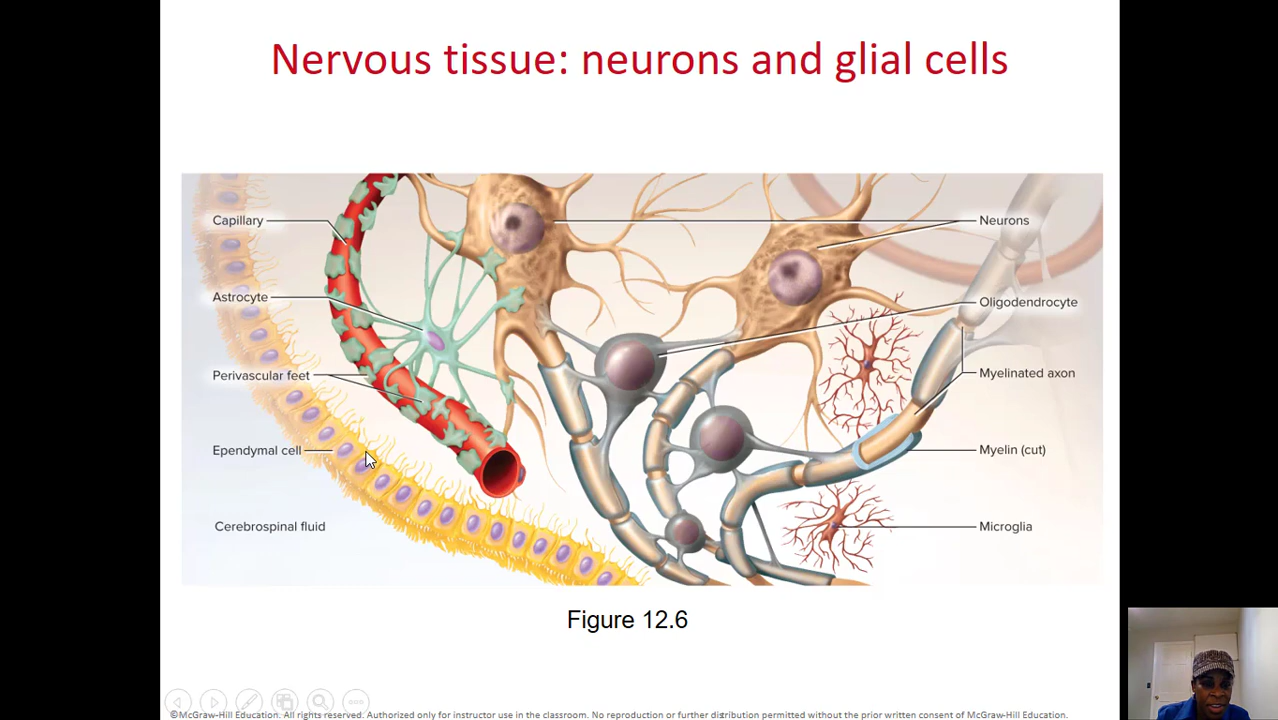 Nervous tissue: neurons and glial cells
Capillary
Neurons
Astrocyte
Oligodendrocyte
Perivascular feet
Myelinated axon
Ependymal cell
Myelin (cut)
Cerebrospinal fluid
Microglia
Figure 12.6
©McGraw-Hill Education. All rights reserved. Authorized only for instructor use in the classroom. No reproduction or further distribution permitted without the prior written consent of McGraw-Hill Education.